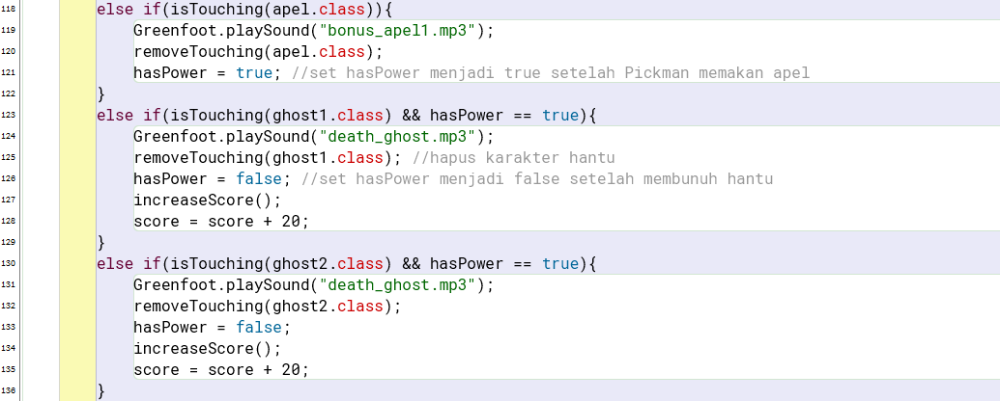 118 else if(isTouching(apel.class)){
119 Greenfoot.playSound("bonus_apel1.mp3");
120 removeTouching(apel.class);
121 hasPower = true; //set hasPower menjadi true setelah Pickman memakan apel
122 }
123 else if(isTouching(ghost1.class) && hasPower == true){
124 Greenfoot.playSound("death_ghost.mp3");
125 removeTouching(ghost1.class); //hapus karakter hantu
126 hasPower = false; //set hasPower menjadi false setelah membunuh hantu
127 increaseScore();
128 score = score + 20;
129 }
130 else if(isTouching(ghost2.class) && hasPower == true){
131 Greenfoot.playSound("death_ghost.mp3");
132 removeTouching(ghost2.class);
133 hasPower = false;
134 increaseScore();
135 score = score + 20;
136 }